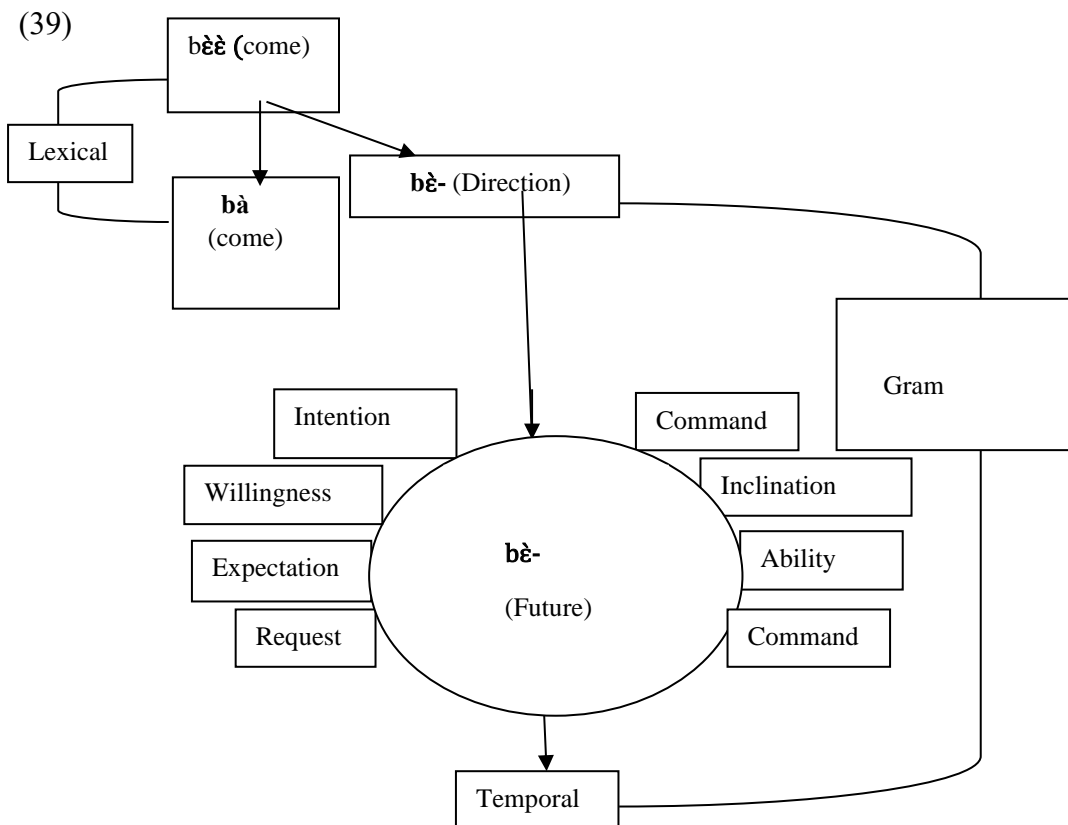 (39)
bɛ̀ɛ̀ (come)
Lexical
bɛ̀- (Direction)
bà
(come)
Gram
Intention
Command
Willingness
Inclination
Expectation
Ability
Request
Command
bɛ̀-
(Future)
Temporal